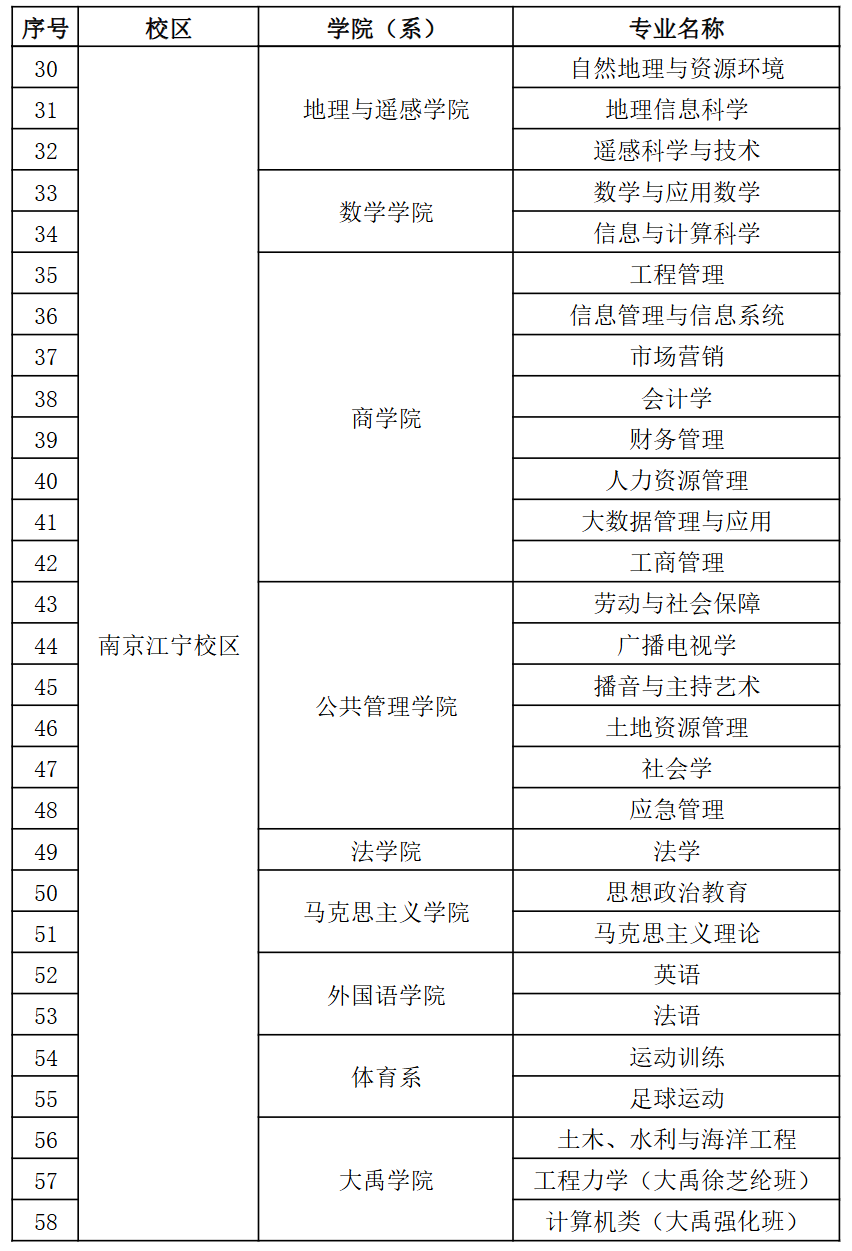 序号 校区 学院（系） 专业名称
30 自然地理与资源环境
31 地理与遥感学院 地理信息科学
32 遥感科学与技术
33 数学与应用数学
数学学院
34 信息与计算科学
35 工程管理
36 信息管理与信息系统
37 市场营销
38 会计学
商学院
39 财务管理
40 人力资源管理
41 大数据管理与应用
42 工商管理
43 劳动与社会保障
44 南京江宁校区 广播电视学
45 播音与主持艺术
公共管理学院
46 土地资源管理
47 社会学
48 应急管理
49 法学院 法学
50 思想政治教育
马克思主义学院
51 马克思主义理论
52 英语
外国语学院
53 法语
54 运动训练
体育系
55 足球运动
56 土木、水利与海洋工程
57 大禹学院 工程力学（大禹徐芝纶班）
58 计算机类（大禹强化班）